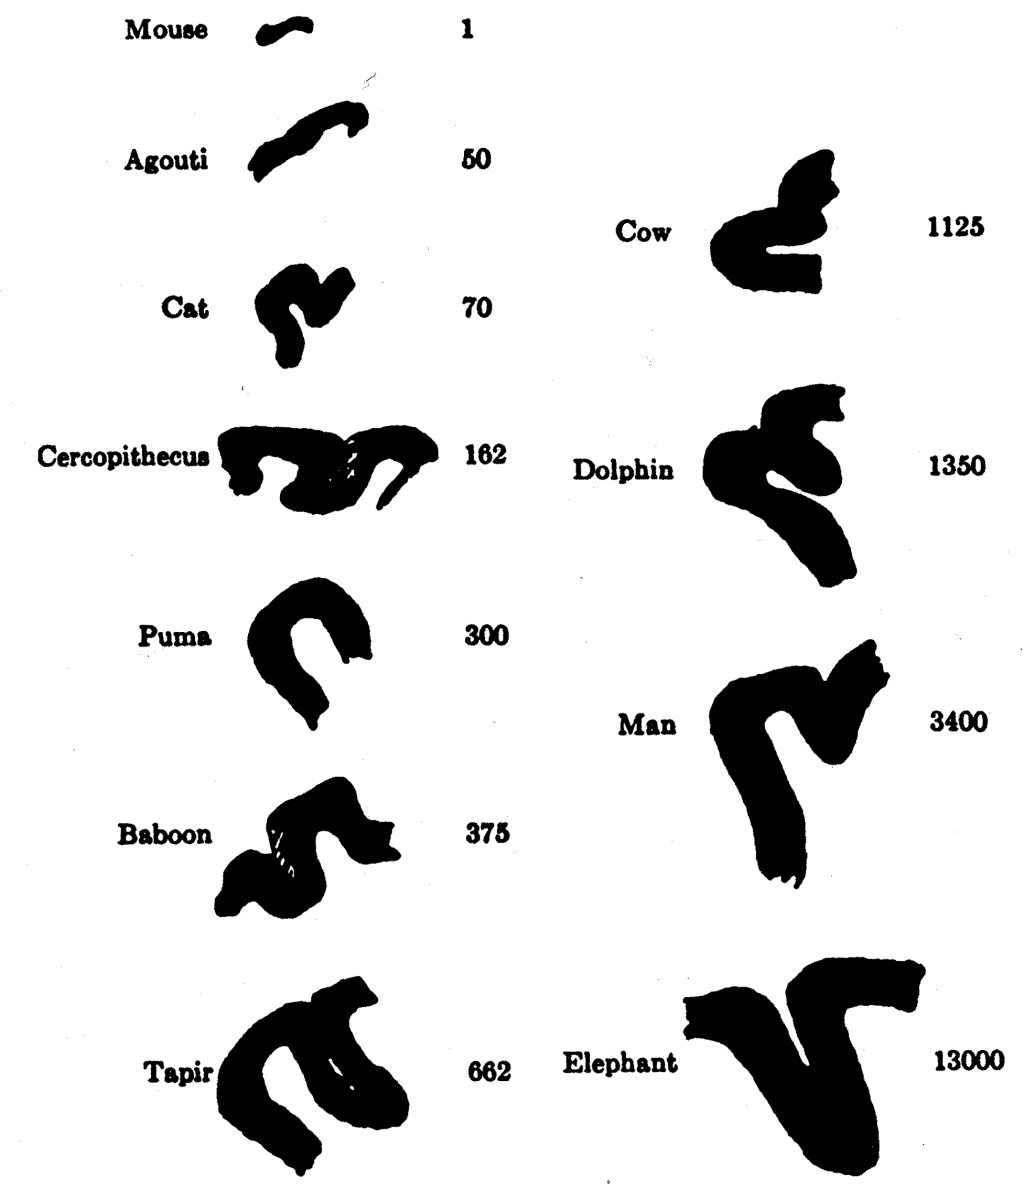 Mouse 1
Agouti 50
Cat 70
Cercopithecus 162
Puma 300
Baboon 375
Tapir 662
Cow 1125
Dolphin 1350
Man 3400
Elephant 13000